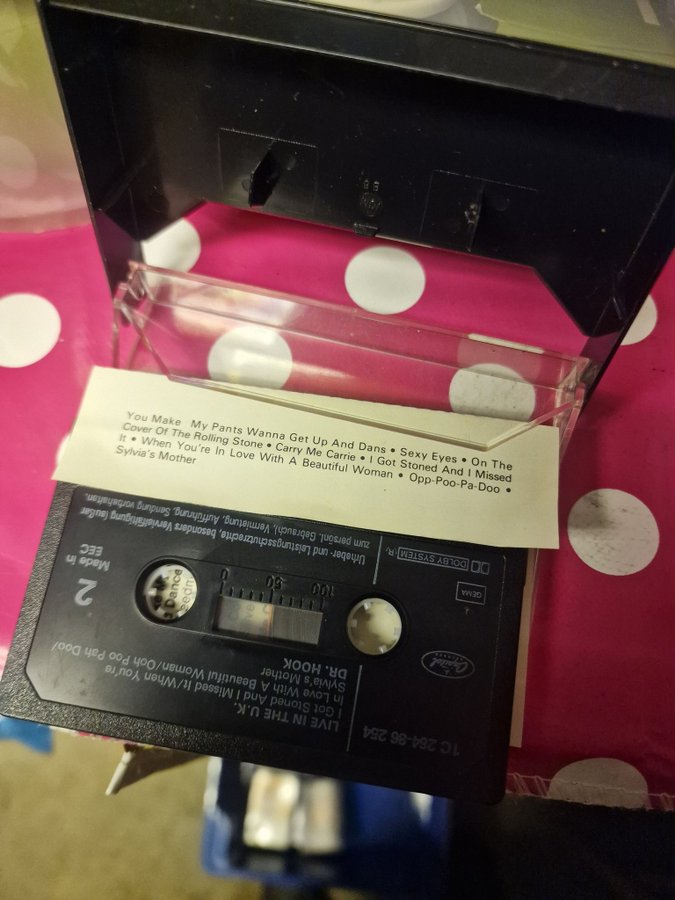 You Make My Pants Wanna Get Up And Dans • Sexy Eyes • On The
Cover Of The Rolling Stone • Carry Me Carrie • I Got Stoned And I Missed
It • When You're In Love With A Beautiful Woman • Opp-Poo-Pa-Doo •
Sylvia's Mother
1C 254-86 254
LIVE IN THE U.K.
I Got Stoned And I Missed It/When You're
In Love With A Beautiful Woman/Ooh Poo Pah Doo/
Sylvia's Mother
DR. HOOK
Capitol
GEMA
100 50 0
2
Made in
EEC
DOLBY SYSTEM
Urheber- und Leistungsschutzrechte, besonders Vervielfältigung (außer
zum persönl. Gebrauch), Vermietung, Aufführung, Sendung vorbehalten.
Dance